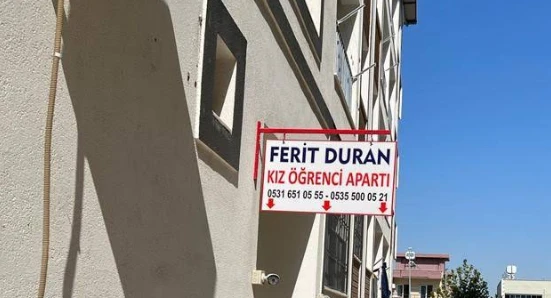 FERİT DURAN
KIZ ÖĞRENCİ APARTI
0531 651 05 55 - 0535 500 05 21